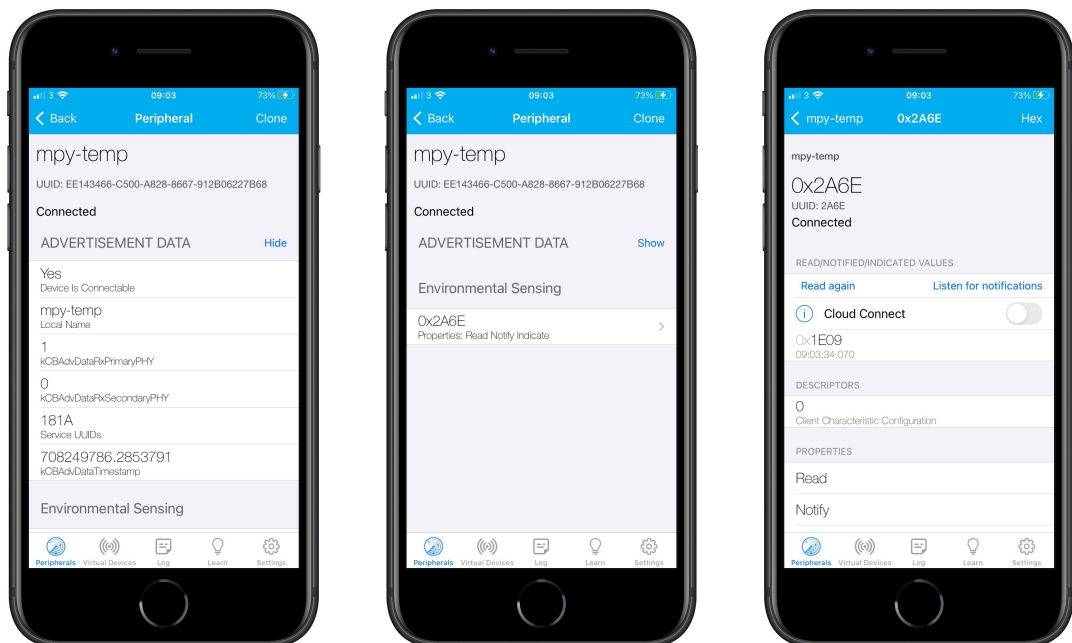 3
09:03
73%
Back
Peripheral
Clone
mpy-temp
UUID: EE143466-C500-A828-8667-912B06227B68
Connected
ADVERTISEMENT DATA
Hide
Yes
Device Is Connectable
mpy-temp
Local Name
1
kCBAdvDataRxPrimaryPHY
0
kCBAdvDataRxSecondaryPHY
181A
Service UUIDs
708249786.2853791
kCBAdvDataTimestamp
Environmental Sensing
Peripherals
Virtual Devices
Log
Learn
Settings
3
09:03
73%
Back
Peripheral
Clone
mpy-temp
UUID: EE143466-C500-A828-8667-912B06227B68
Connected
ADVERTISEMENT DATA
Show
Environmental Sensing
0x2A6E
Properties: Read Notify Indicate
Peripherals
Virtual Devices
Log
Learn
Settings
3
09:03
73%
mpy-temp
0x2A6E
Hex
mpy-temp
0x2A6E
UUID: 2A6E
Connected
READ/NOTIFIED/INDICATED VALUES
Read again
Listen for notifications
Cloud Connect
0x1E09
09:03:34.070
DESCRIPTORS
0
Client Characteristic Configuration
PROPERTIES
Read
Notify
Peripherals
Virtual Devices
Log
Learn
Settings